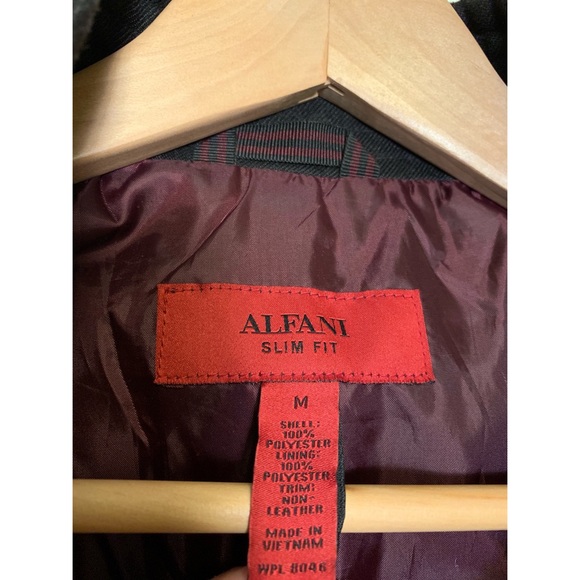 ALFANI
SLIM FIT
M
SHELL:
100%
POLYESTER
LINING:
100%
POLYESTER
TRIM:
NON-
LEATHER
MADE IN
VIETNAM
WPL 8046